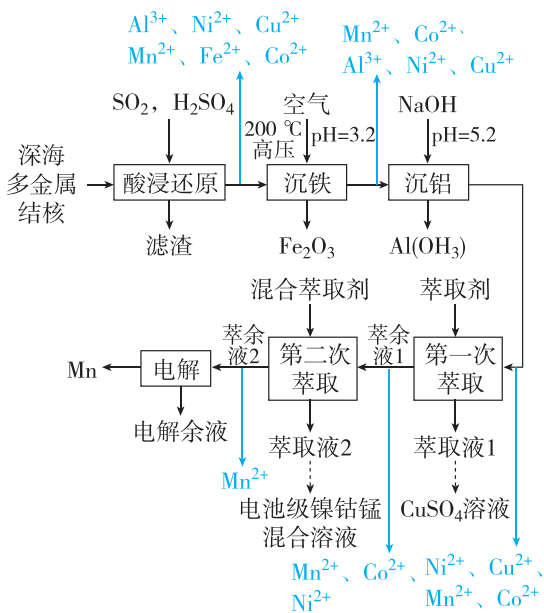 Al³⁺、Ni²⁺、Cu²⁺
Mn²⁺、Fe²⁺、Co²⁺
Mn²⁺、Co²⁺、
Al³⁺、Ni²⁺、Cu²⁺
SO₂，H₂SO₄
空气
NaOH
200 ℃
高压
pH=3.2
pH=5.2
深海
多金属
结核
酸浸还原
沉铁
沉铝
滤渣
Fe₂O₃
Al(OH₃)
混合萃取剂
萃取剂
Mn
电解
萃余
液2
第二次
萃取
萃余
液1
第一次
萃取
电解余液
萃取液2
萃取液1
Mn²⁺
电池级镍钴锰
混合溶液
CuSO₄溶液
Mn²⁺、Co²⁺、
Ni²⁺
Ni²⁺、Cu²⁺、
Mn²⁺、Co²⁺